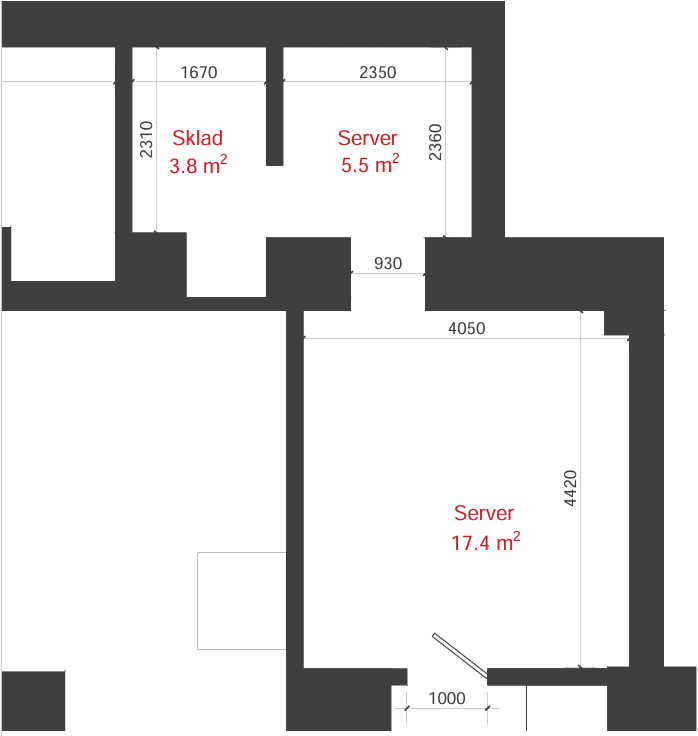 1670
2350
2310
Sklad
3.8 m²
Server
5.5 m²
2360
930
4050
4420
Server
17.4 m²
1000